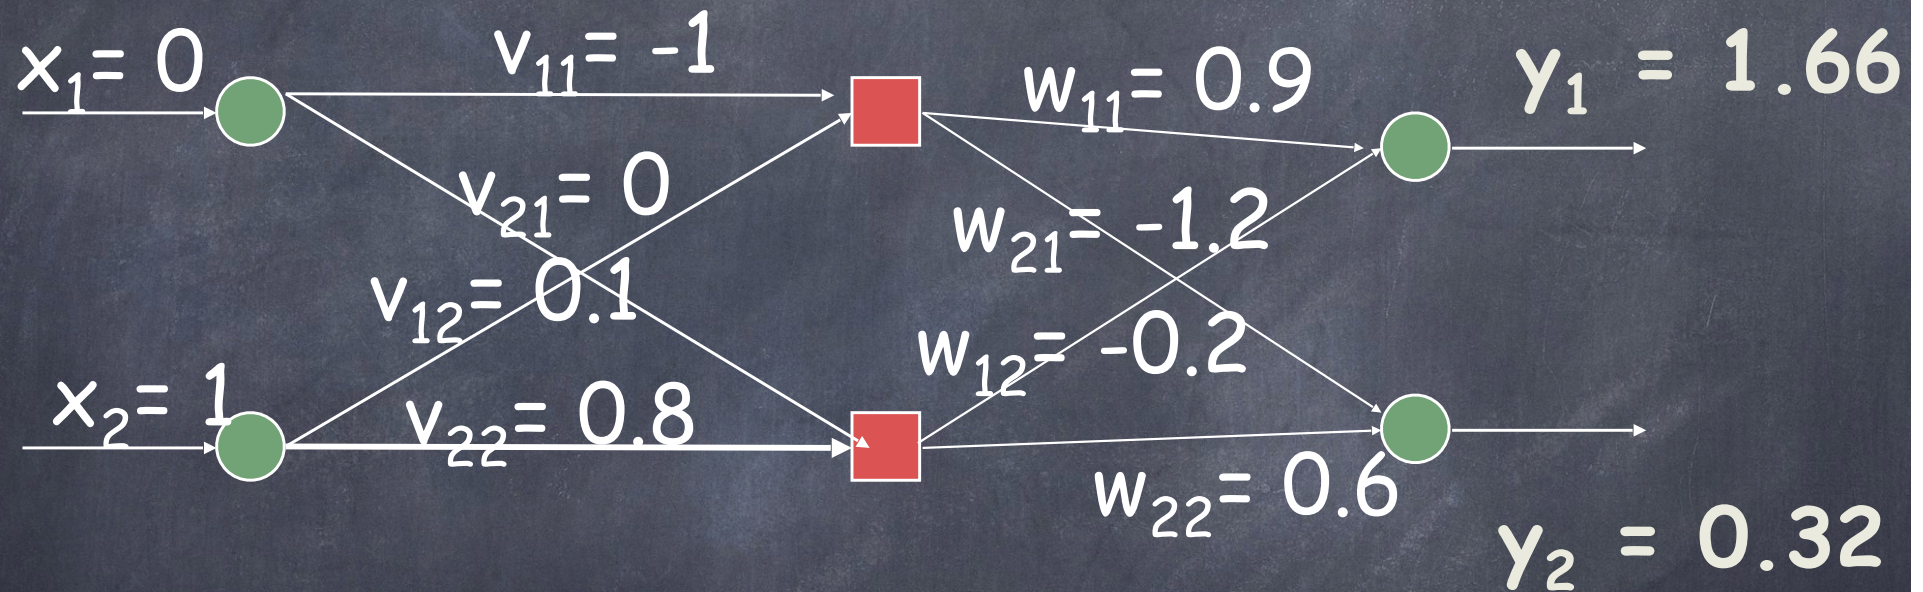 x₁= 0
v₁₁= -1
w₁₁= 0.9
y₁ = 1.66
v₂₁= 0
w₂₁= -1.2
v₁₂= 0.1
w₁₂= -0.2
x₂= 1
v₂₂= 0.8
w₂₂= 0.6
y₂ = 0.32